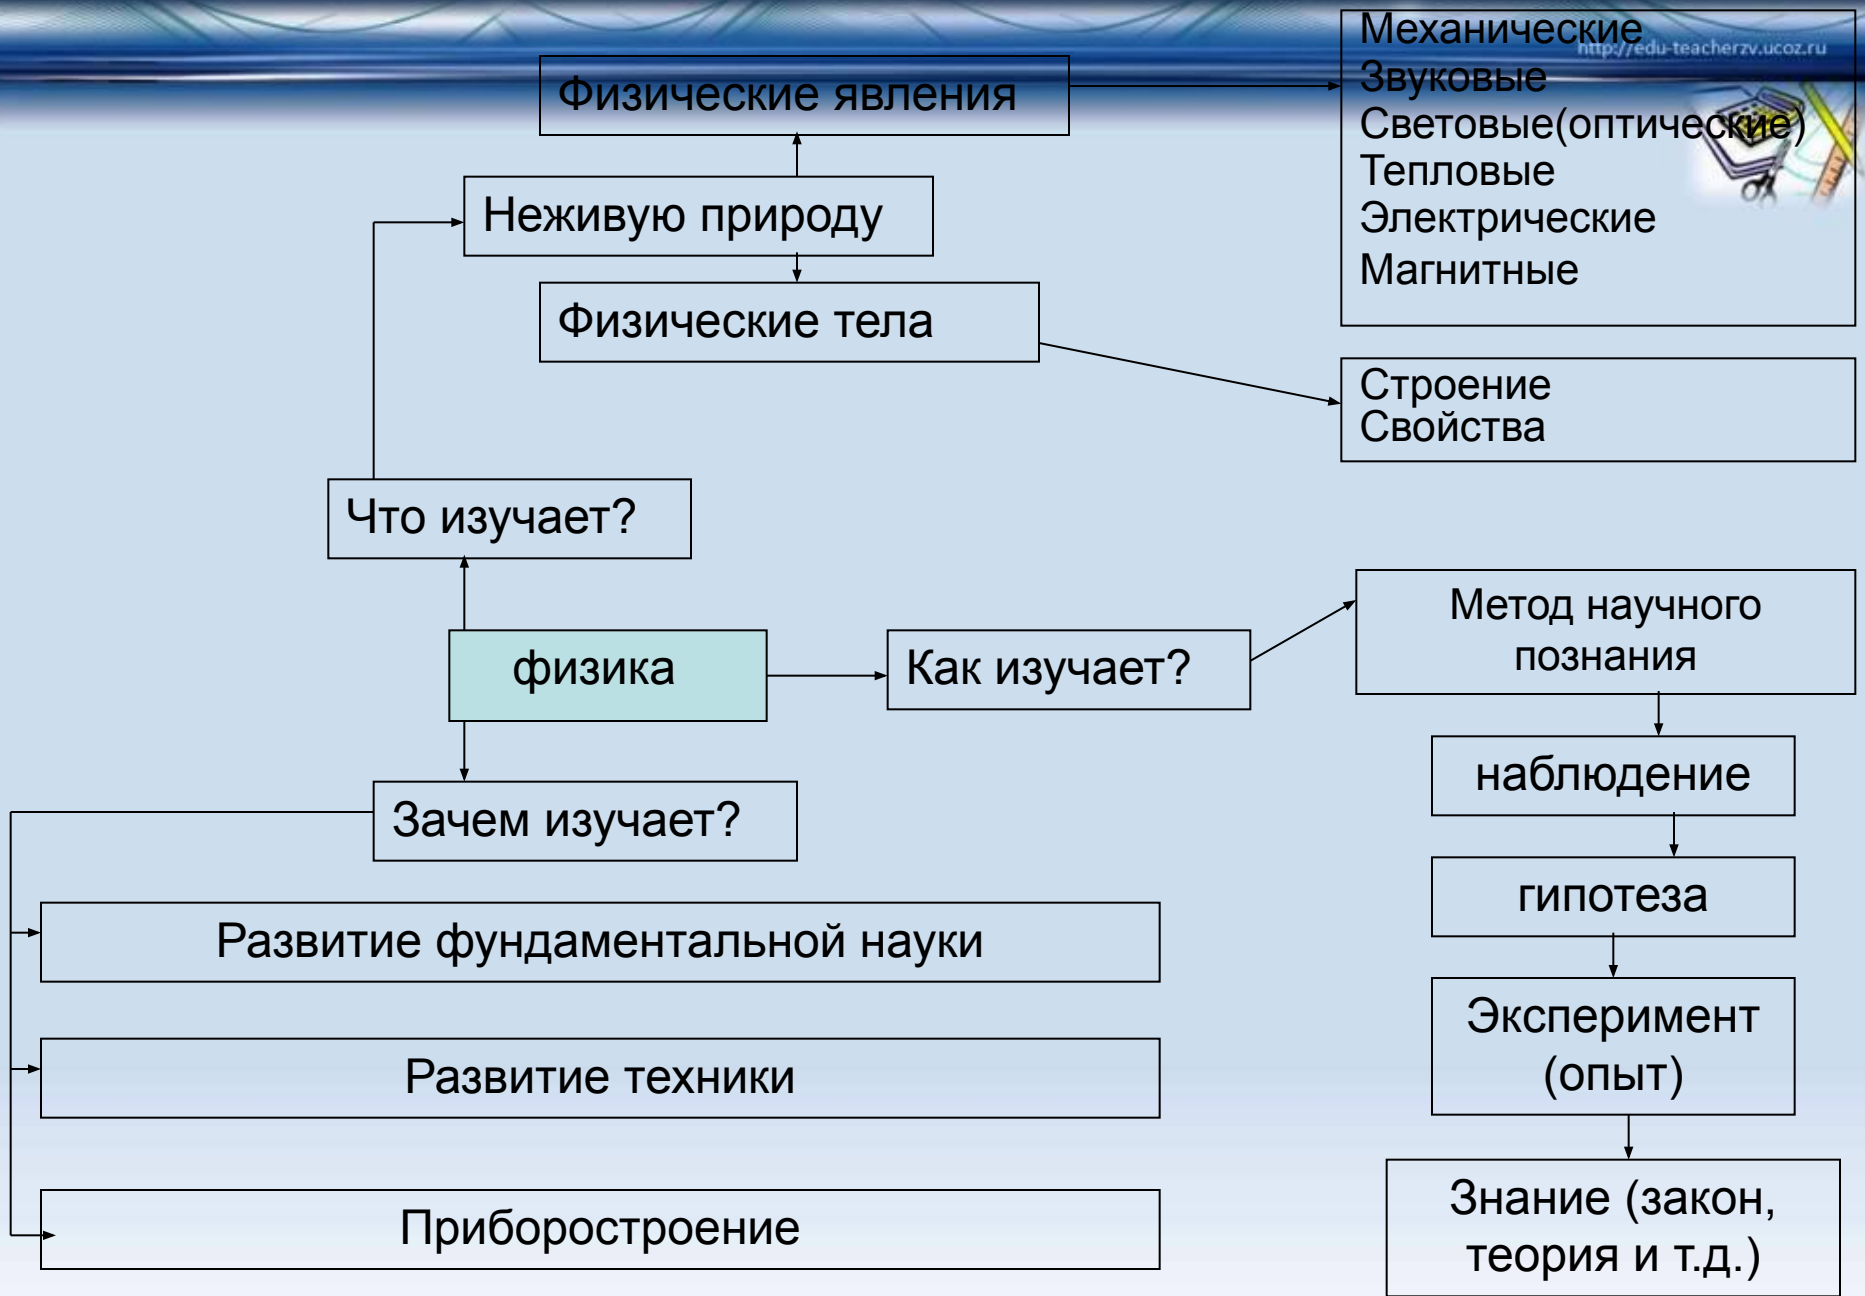 Механические
http://edu-teacherzv.ucoz.ru
Физические явления
Звуковые
Световые(оптические)
Тепловые
Неживую природу
Электрические
Магнитные
Физические тела
Строение
Свойства
Что изучает?
Метод научного
познания
физика
Как изучает?
наблюдение
Зачем изучает?
гипотеза
Развитие фундаментальной науки
Эксперимент
(опыт)
Развитие техники
Знание (закон,
теория и т.д.)
Приборостроение